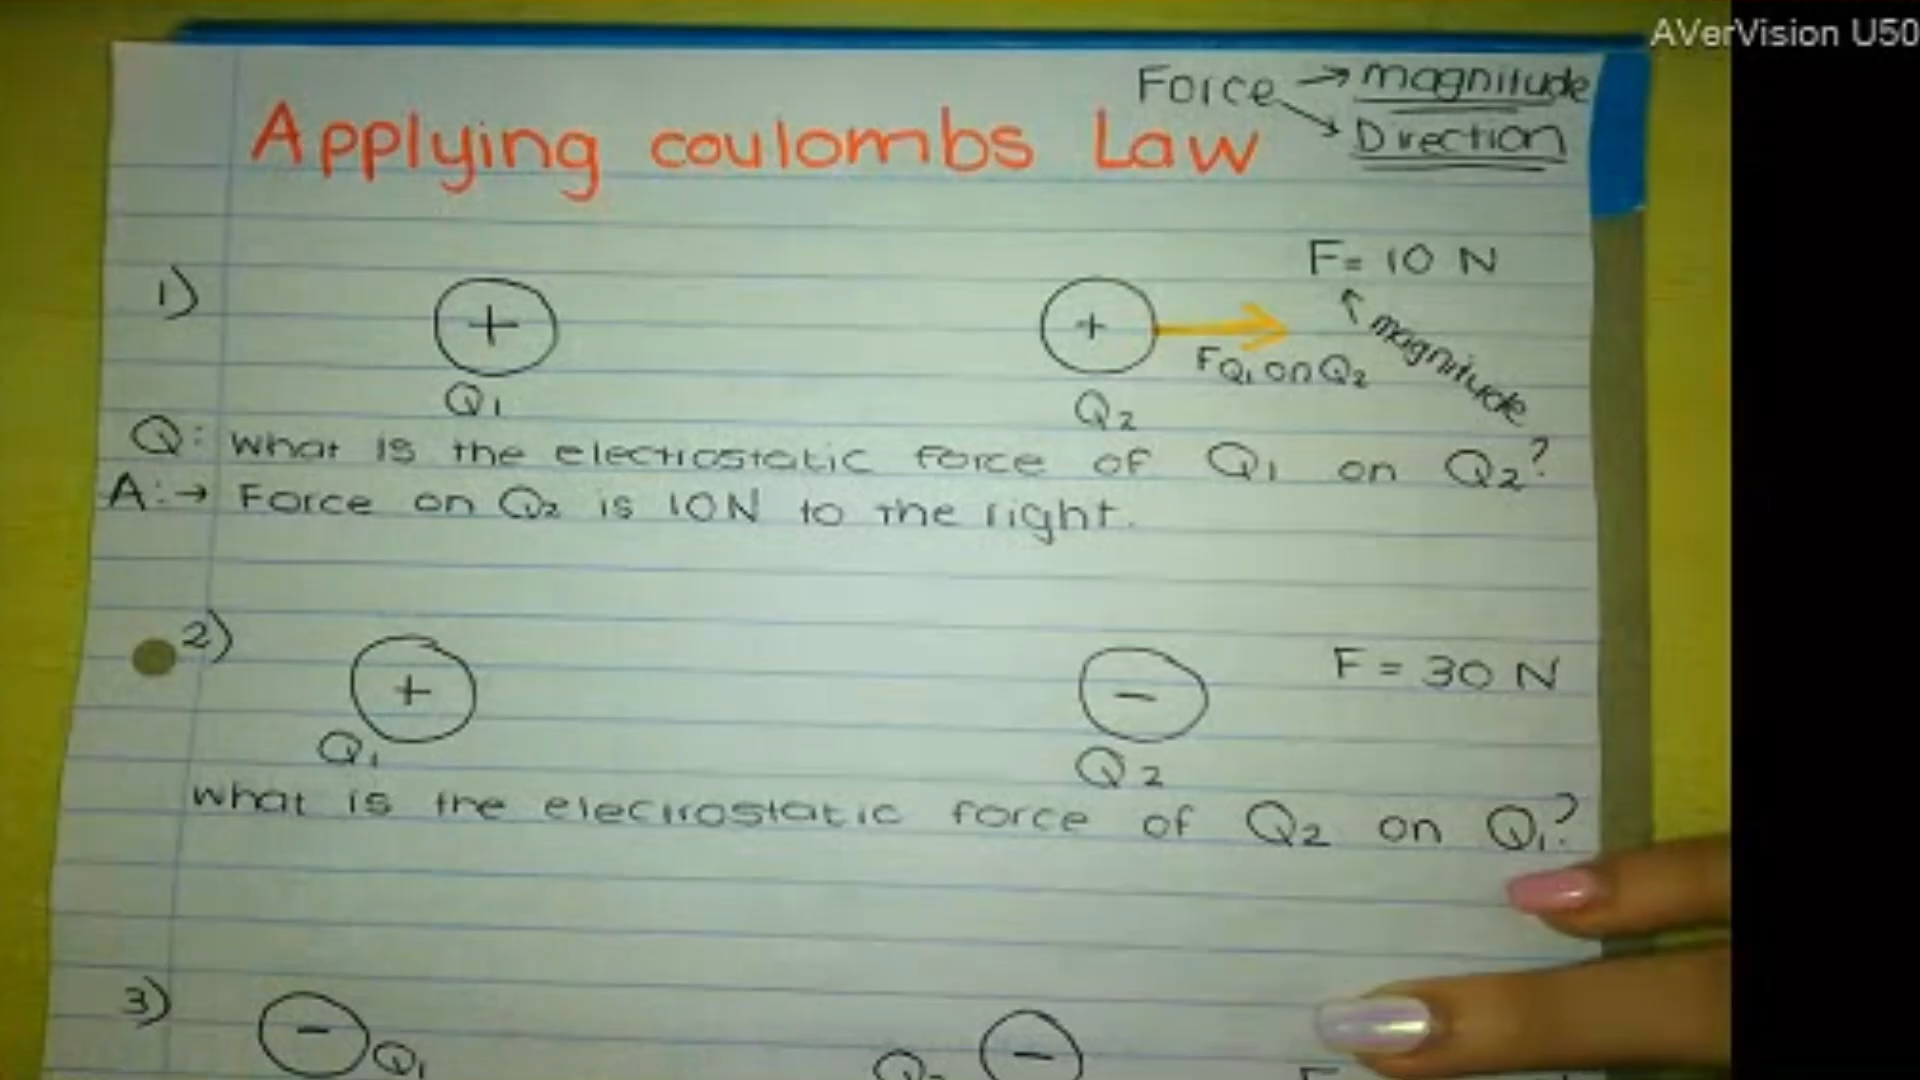 AVerVision U50
Force → magnitude
Direction
Applying coulombs Law
F = 10 N
magnitude
1)
+
+
FQ1 on Q2
Q1
Q2
Q: What is the electrostatic force of Q1 on Q2?
A: → Force on Q2 is 10N to the right.
2)
+
-
F = 30 N
Q1
Q2
What is the electrostatic force of Q2 on Q1?
3)
-
Q1
-